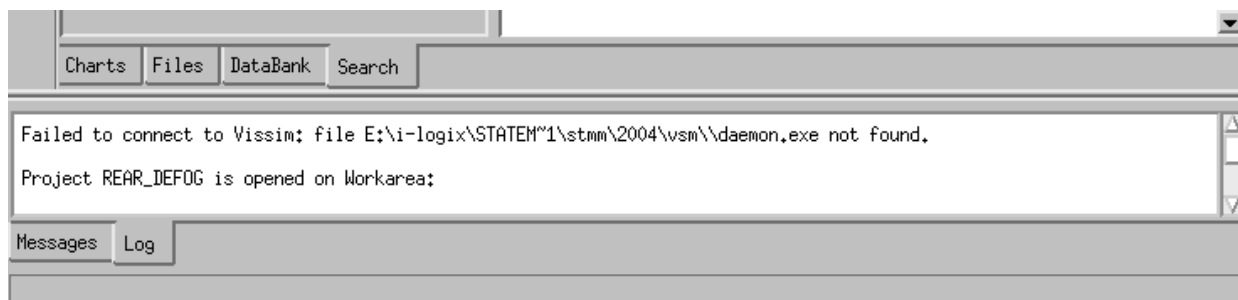 Charts Files DataBank Search
Failed to connect to Vissim: file E:\i-logix\STATEM~1\stmm\2004\vsm\\daemon.exe not found.
Project REAR_DEFOG is opened on Workarea:
Messages Log